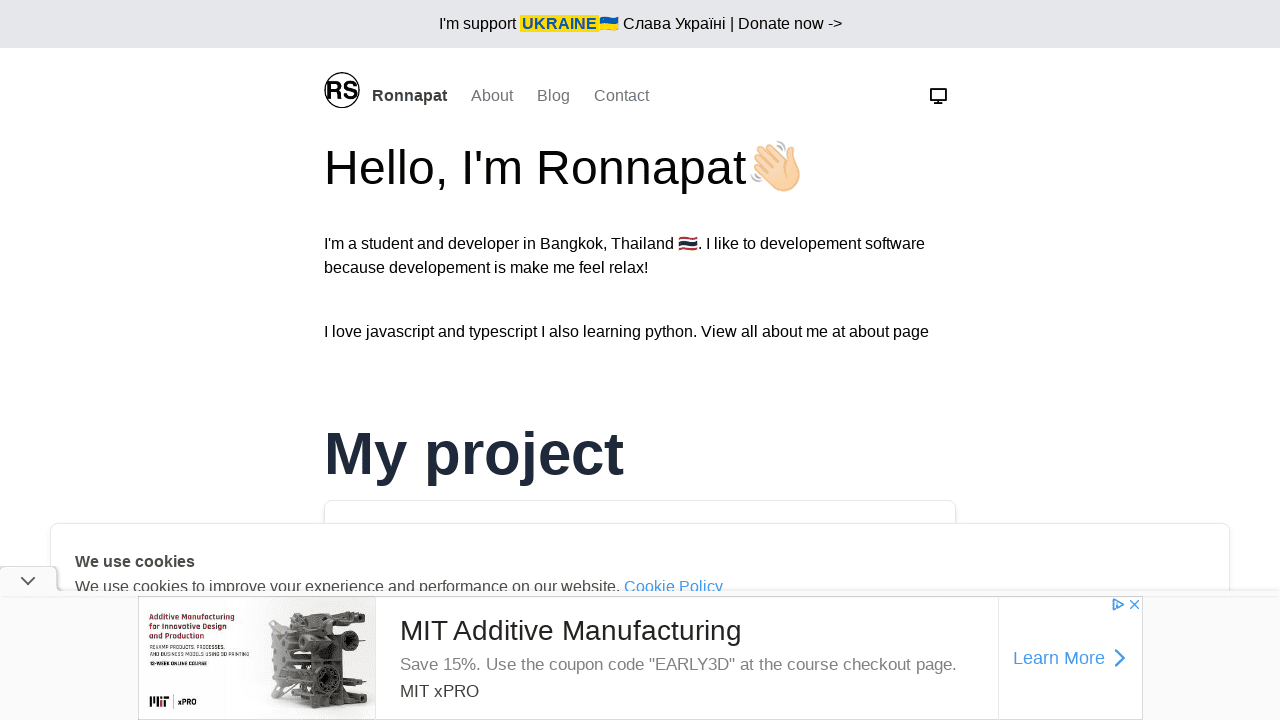 I'm support UKRAINE🇺🇦 Слава Україні | Donate now ->
RS Ronnapat About Blog Contact
Hello, I'm Ronnapat👋🏻
I'm a student and developer in Bangkok, Thailand 🇹🇭. I like to developement software
because developement is make me feel relax!
I love javascript and typescript I also learning python. View all about me at about page
My project
We use cookies
We use cookies to improve your experience and performance on our website. Cookie Policy
Additive Manufacturing
for Innovative Design
and Production
REVAMP PRODUCTS, PROCESSES,
AND BUSINESS MODELS USING 3D PRINTING
12-WEEK ONLINE COURSE
MIT xPRO
MIT Additive Manufacturing
Save 15%. Use the coupon code "EARLY3D" at the course checkout page.
MIT xPRO
Learn More